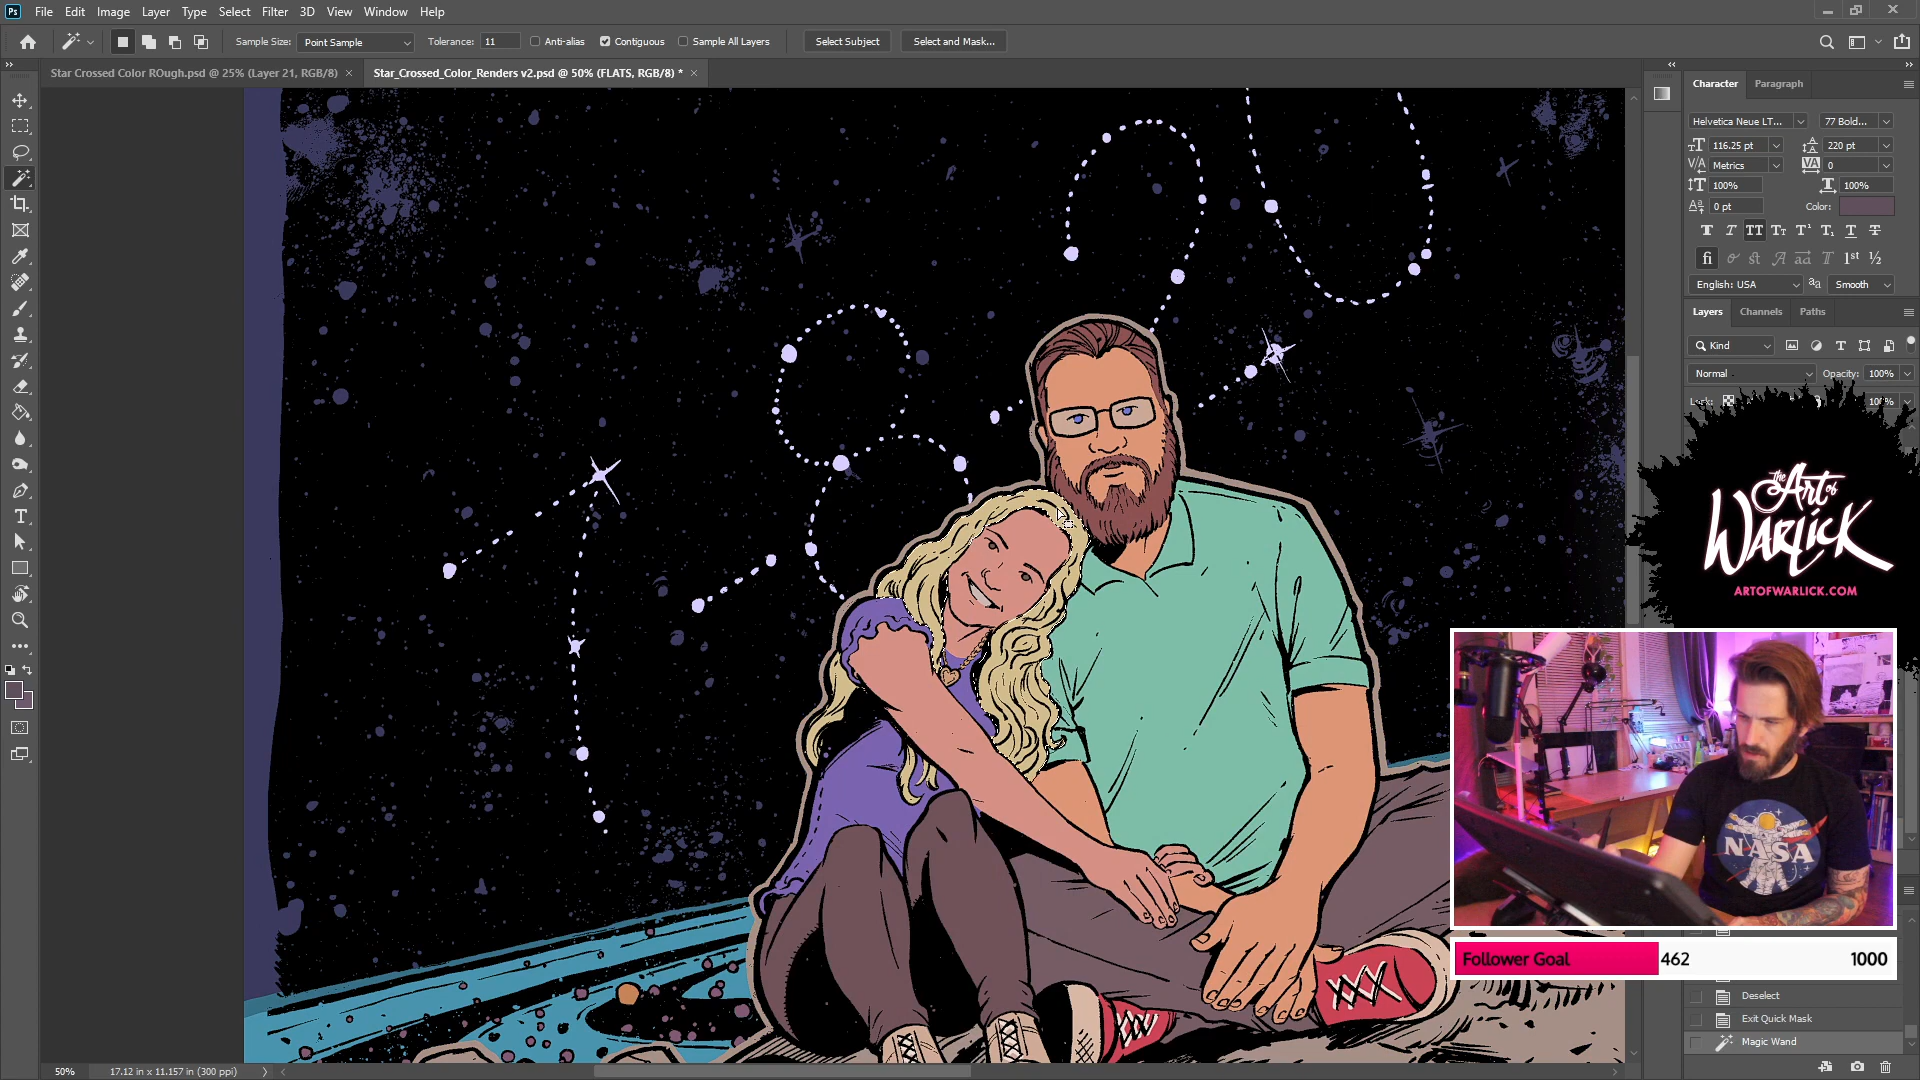 File Edit Image Layer Type Select Filter 3D View Window Help
Sample Size: Point Sample Tolerance: 11 Anti-alias Contiguous Sample All Layers Select Subject Select and Mask...
Star Crossed Color ROugh.psd @ 25% (Layer 21, RGB/8) × Star_Crossed_Color_Renders v2.psd @ 50% (FLATS, RGB/8) * ×
Character Paragraph
Helvetica Neue LT... 77 Bold...
116.25 pt 220 pt
Metrics 0
100% 100%
0 pt Color:
English: USA aa Smooth
Layers Channels Paths
Kind
Normal Opacity: 100%
Lock: 100%
the Art of
Warlick
ARTOFWARLICK.COM
NASA
Follower Goal 462 1000
Deselect
Exit Quick Mask
Magic Wand
50% 17.12 in x 11.157 in (300 ppi)